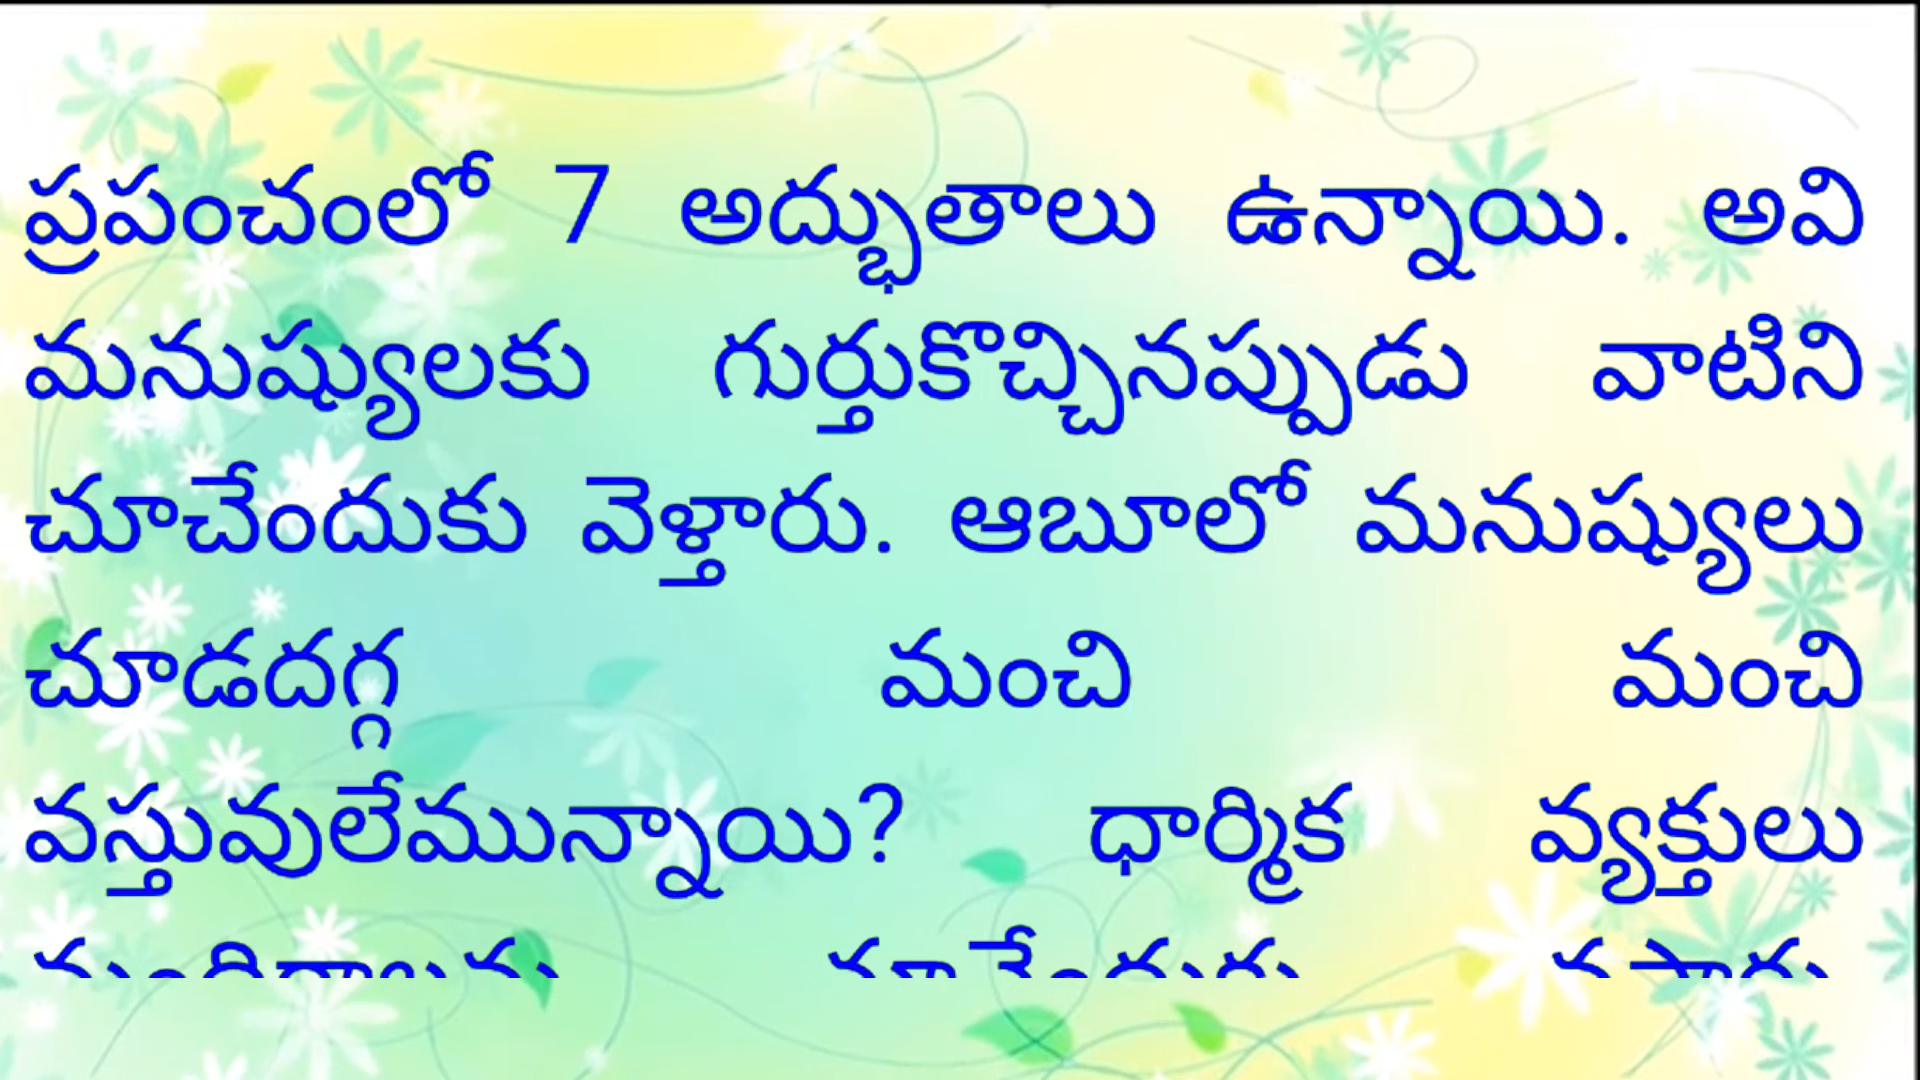 ప్రపంచంలో 7 అద్భుతాలు ఉన్నాయి. అవి
మనుష్యులకు గుర్తుకొచ్చినప్పుడు వాటిని
చూచేందుకు వెళ్తారు. ఆబూలో మనుష్యులు
చూడదగ్గ మంచి మంచి
వస్తువులేమున్నాయి? ధార్మిక వ్యక్తులు